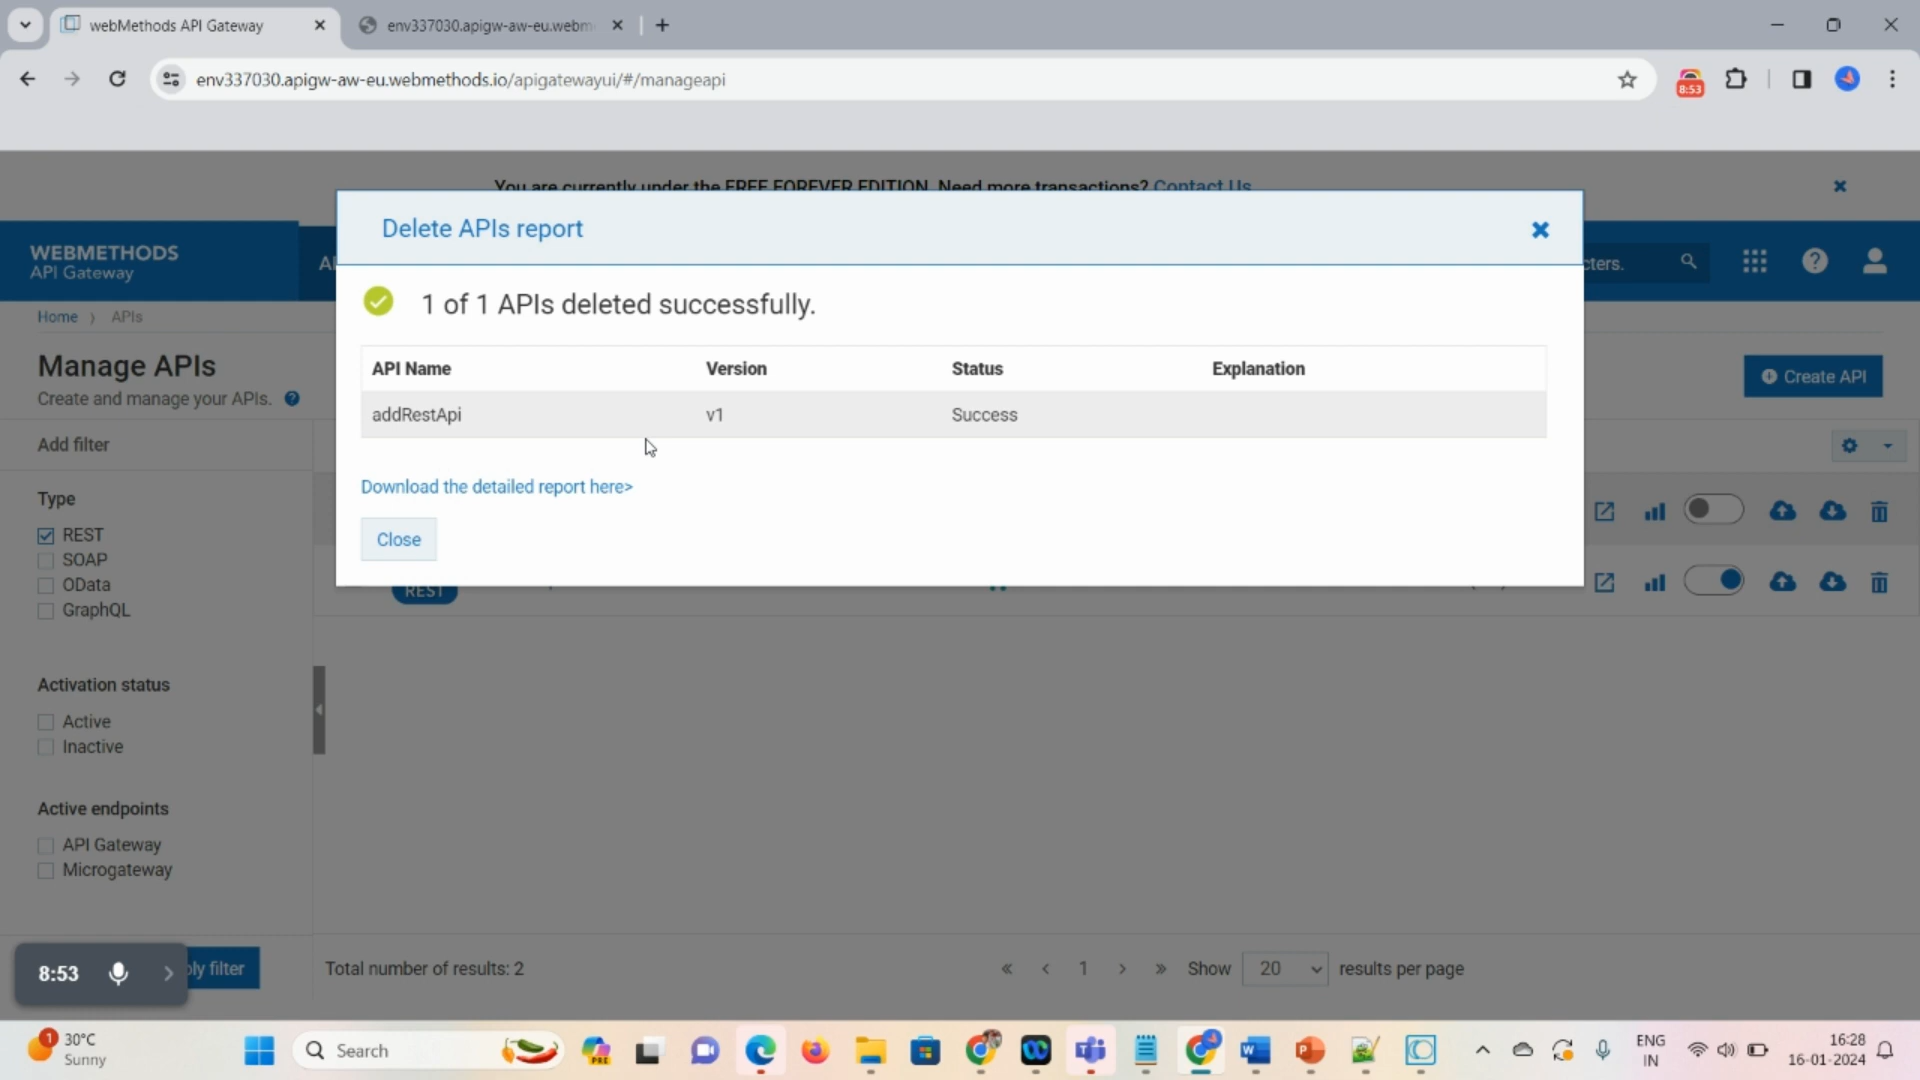 webMethods API Gateway
env337030.apigw-aw-eu.webm
env337030.apigw-aw-eu.webmethods.io/apigatewayui/#/manageapi
8:53
You are currently under the FREE FOREVER EDITION. Need more transactions? Contact Us
Delete APIs report
WEBMETHODS
API Gateway
cters.
Home > APIs
1 of 1 APIs deleted successfully.
Manage APIs
Create and manage your APIs.
Create API
API Name Version Status Explanation
addRestApi v1 Success
Add filter
Download the detailed report here>
Close
Type
REST
SOAP
OData
GraphQL
REST
Activation status
Active
Inactive
Active endpoints
API Gateway
Microgateway
8:53
ply filter
Total number of results: 2
« ‹ 1 › » Show 20 results per page
1
30°C
Sunny
Search
PRE
ENG
IN
16:28
16-01-2024